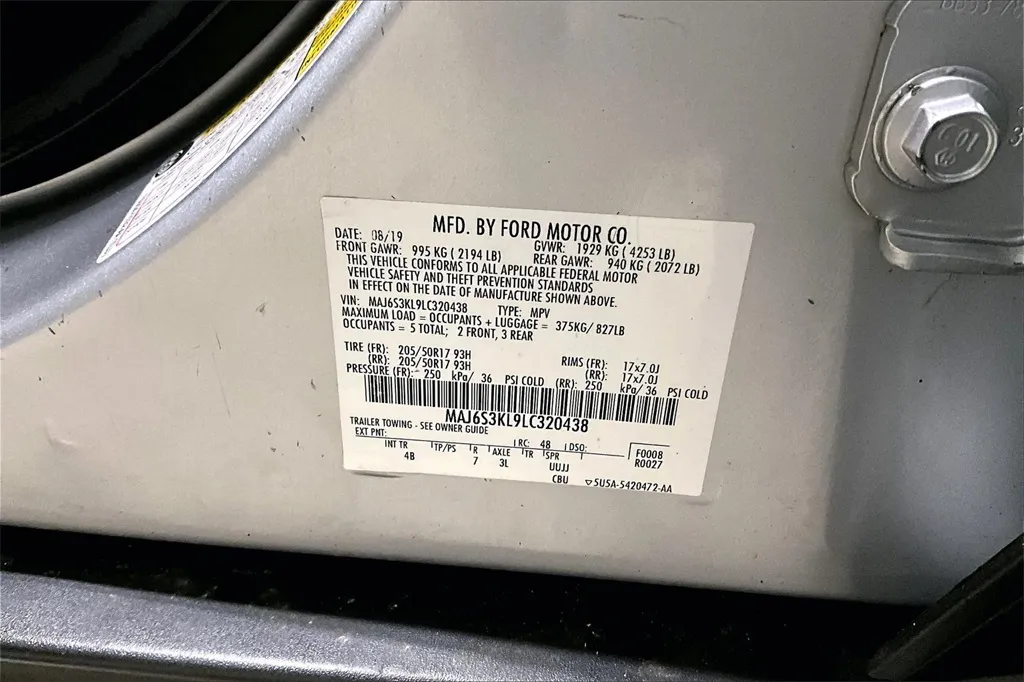 MFD. BY FORD MOTOR CO.
DATE: 08/19 GVWR: 1929 KG ( 4253 LB)
FRONT GAWR: 995 KG ( 2194 LB) REAR GAWR: 940 KG ( 2072 LB)
THIS VEHICLE CONFORMS TO ALL APPLICABLE FEDERAL MOTOR
VEHICLE SAFETY AND THEFT PREVENTION STANDARDS
IN EFFECT ON THE DATE OF MANUFACTURE SHOWN ABOVE.
VIN: MAJ6S3KL9LC320438 TYPE: MPV
MAXIMUM LOAD = OCCUPANTS + LUGGAGE = 375KG/ 827LB
OCCUPANTS = 5 TOTAL; 2 FRONT, 3 REAR
TIRE (FR): 205/50R17 93H RIMS (FR): 17x7.0J
(RR): 205/50R17 93H (RR): 17x7.0J
PRESSURE (FR): 250 kPa/ 36 PSI COLD (RR): 250 kPa/ 36 PSI COLD
MAJ6S3KL9LC320438
TRAILER TOWING - SEE OWNER GUIDE
EXT PNT: RC: 48 DSO: F0008
INT TR TP/PS R AXLE TR SPR R0027
4B 7 3L UUJJ
CBU 5U5A-5420472-AA
C01
10